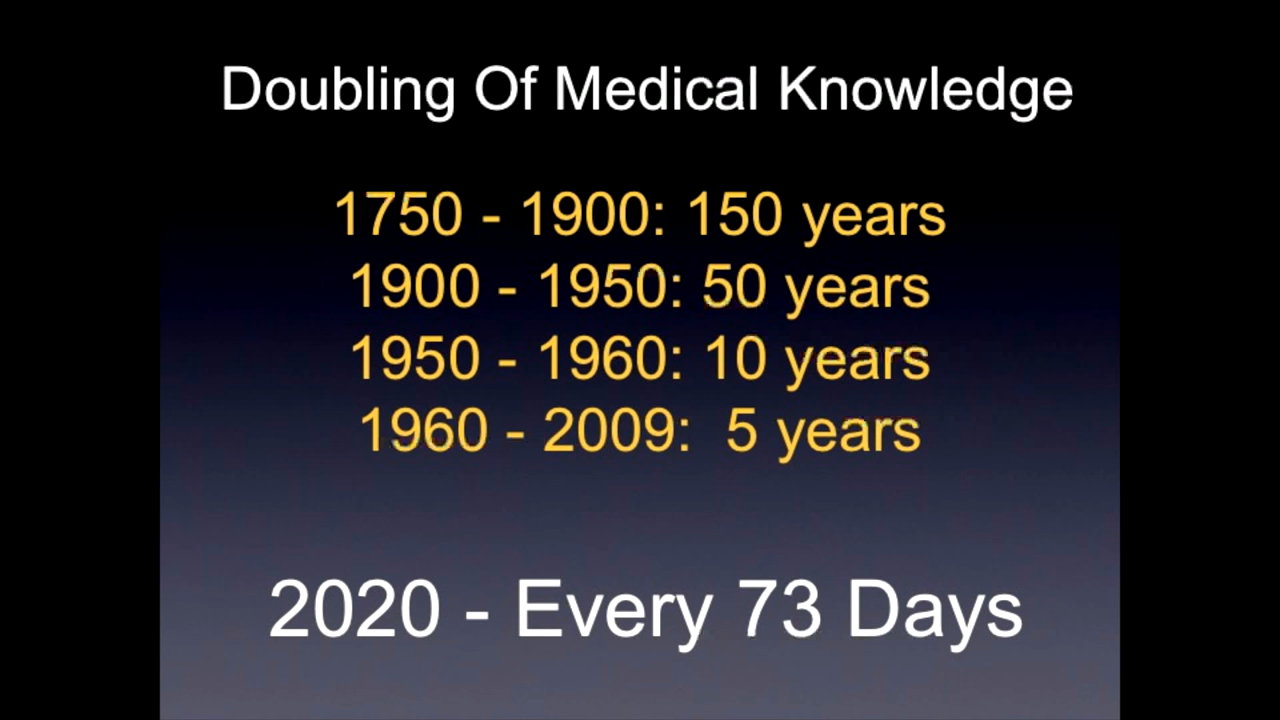 Doubling Of Medical Knowledge
1750 - 1900: 150 years
1900 - 1950: 50 years
1950 - 1960: 10 years
1960 - 2009: 5 years
2020 - Every 73 Days